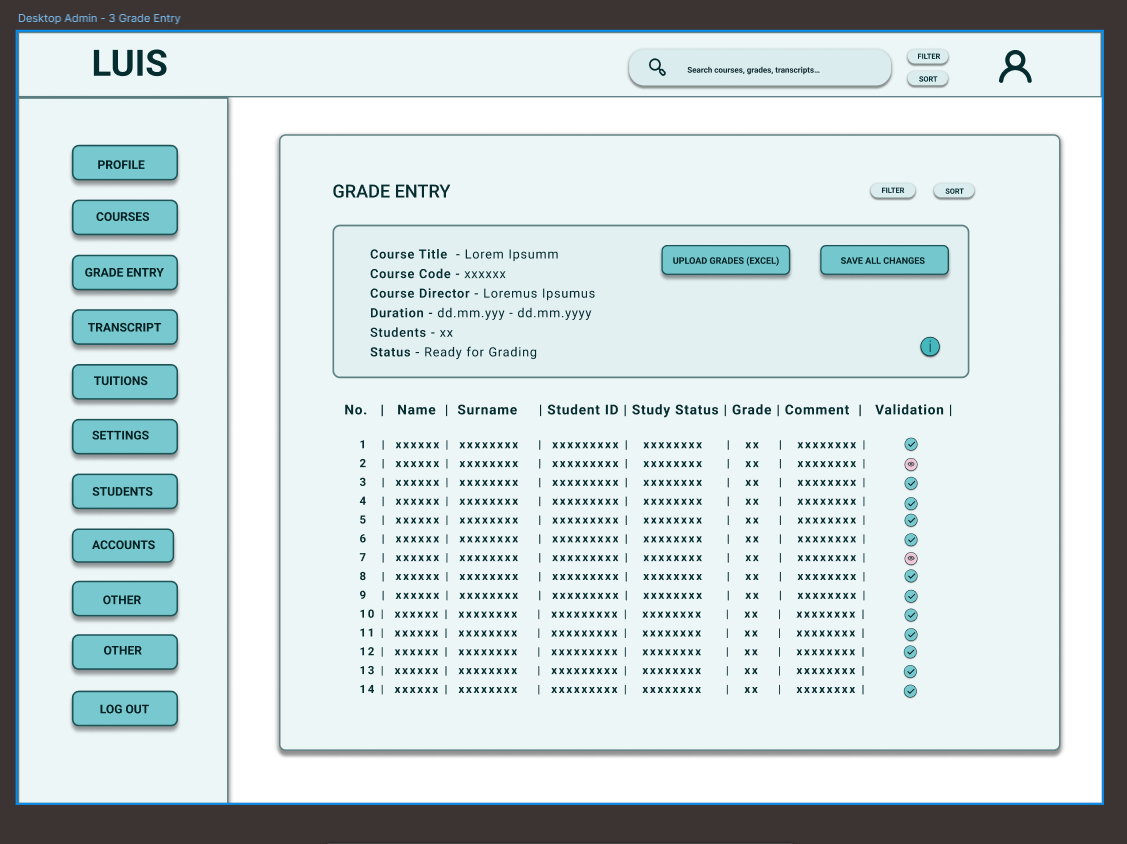 Desktop Admin - 3 Grade Entry
LUIS
Search courses, grades, transcripts...
FILTER
SORT
PROFILE
COURSES
GRADE ENTRY
TRANSCRIPT
TUITIONS
SETTINGS
STUDENTS
ACCOUNTS
OTHER
OTHER
LOG OUT
GRADE ENTRY
FILTER
SORT
Course Title - Lorem Ipsumm
Course Code - xxxxxx
Course Director - Loremus Ipsumus
Duration - dd.mm.yyy - dd.mm.yyyy
Students - xx
Status - Ready for Grading
UPLOAD GRADES (EXCEL)
SAVE ALL CHANGES
i
No. | Name | Surname | Student ID | Study Status | Grade | Comment | Validation |
1 | xxxxxx | xxxxxxxx | xxxxxxxxx | xxxxxxxx | xx | xxxxxxxx |
2 | xxxxxx | xxxxxxxx | xxxxxxxxx | xxxxxxxx | xx | xxxxxxxx |
3 | xxxxxx | xxxxxxxx | xxxxxxxxx | xxxxxxxx | xx | xxxxxxxx |
4 | xxxxxx | xxxxxxxx | xxxxxxxxx | xxxxxxxx | xx | xxxxxxxx |
5 | xxxxxx | xxxxxxxx | xxxxxxxxx | xxxxxxxx | xx | xxxxxxxx |
6 | xxxxxx | xxxxxxxx | xxxxxxxxx | xxxxxxxx | xx | xxxxxxxx |
7 | xxxxxx | xxxxxxxx | xxxxxxxxx | xxxxxxxx | xx | xxxxxxxx |
8 | xxxxxx | xxxxxxxx | xxxxxxxxx | xxxxxxxx | xx | xxxxxxxx |
9 | xxxxxx | xxxxxxxx | xxxxxxxxx | xxxxxxxx | xx | xxxxxxxx |
10 | xxxxxx | xxxxxxxx | xxxxxxxxx | xxxxxxxx | xx | xxxxxxxx |
11 | xxxxxx | xxxxxxxx | xxxxxxxxx | xxxxxxxx | xx | xxxxxxxx |
12 | xxxxxx | xxxxxxxx | xxxxxxxxx | xxxxxxxx | xx | xxxxxxxx |
13 | xxxxxx | xxxxxxxx | xxxxxxxxx | xxxxxxxx | xx | xxxxxxxx |
14 | xxxxxx | xxxxxxxx | xxxxxxxxx | xxxxxxxx | xx | xxxxxxxx |